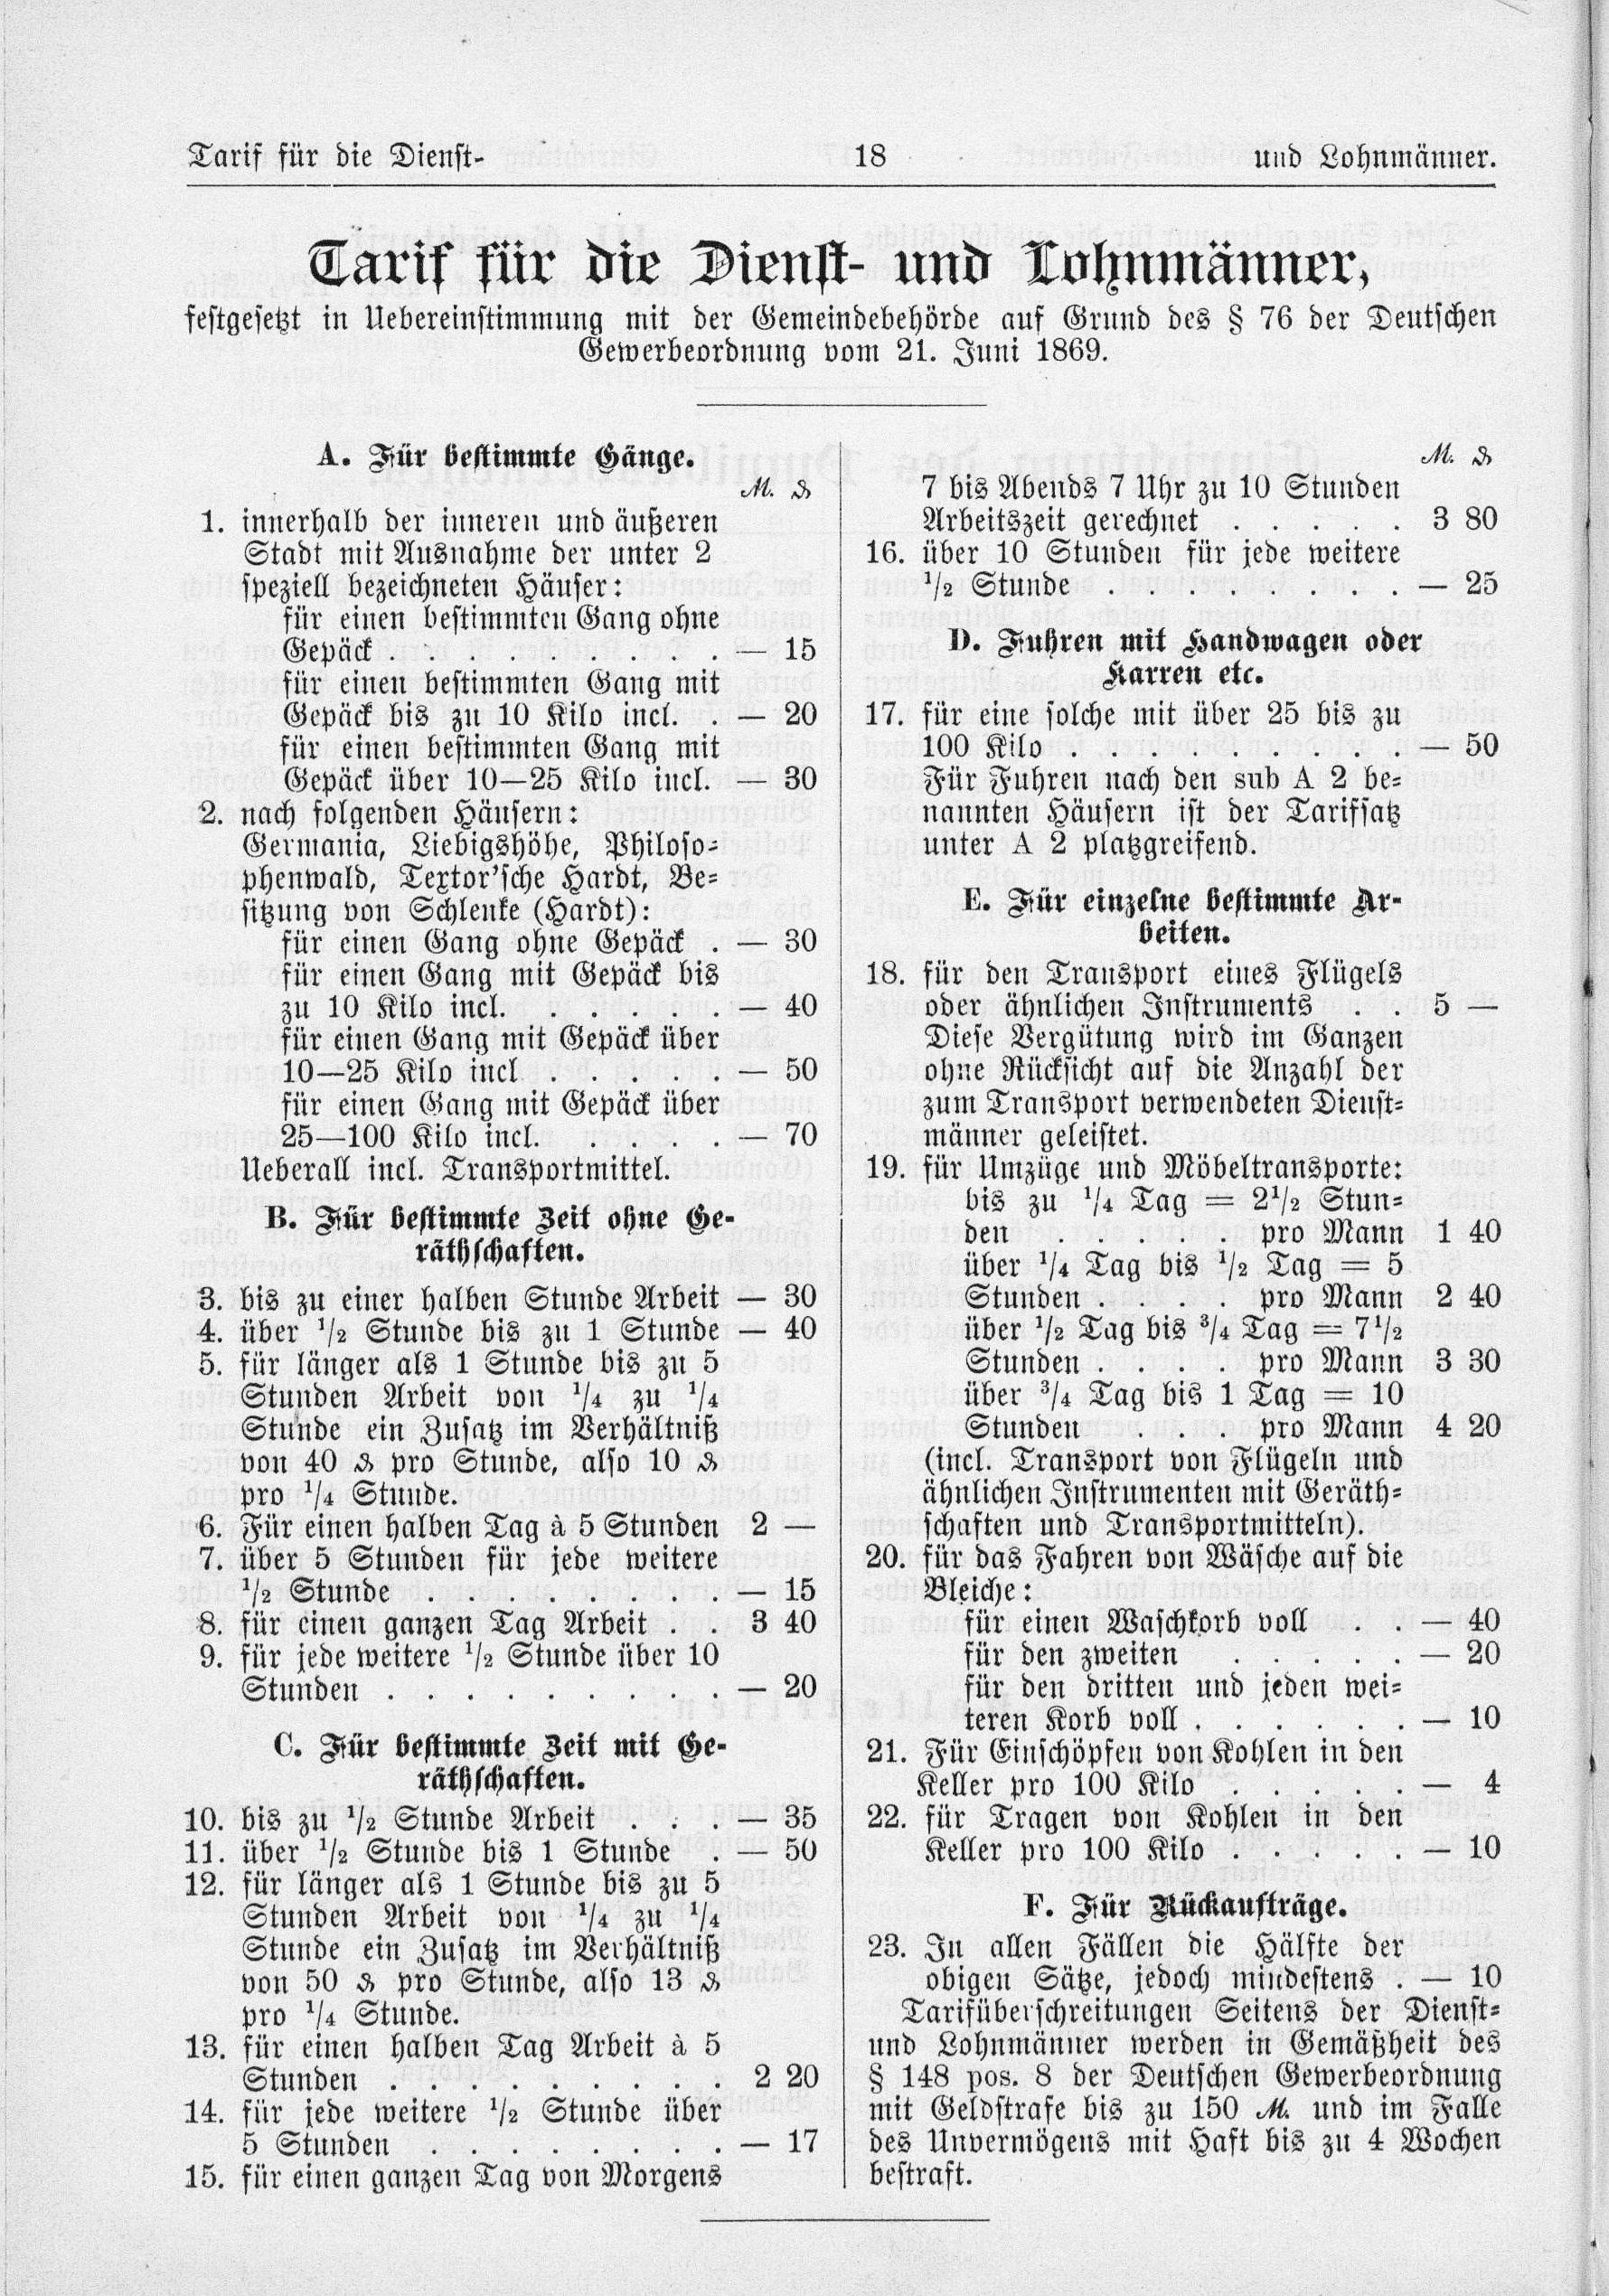 Tarif für die Dienst- 18 und Lohnmänner.
Tarif für die Dienst- und Lohnmänner,
festgesetzt in Uebereinstimmung mit der Gemeindebehörde auf Grund des § 76 der Deutschen
Gewerbeordnung vom 21. Juni 1869.
A. Für bestimmte Gänge.
M. ₰
1. innerhalb der inneren und äußeren
Stadt mit Ausnahme der unter 2
speziell bezeichneten Häuser:
für einen bestimmten Gang ohne
Gepäck . . . . . . . . . — 15
für einen bestimmten Gang mit
Gepäck bis zu 10 Kilo incl. . — 20
für einen bestimmten Gang mit
Gepäck über 10—25 Kilo incl. — 30
2. nach folgenden Häusern:
Germania, Liebigshöhe, Philoso-
phenwald, Textor'sche Hardt, Be-
sitzung von Schlenke (Hardt):
für einen Gang ohne Gepäck . — 30
für einen Gang mit Gepäck bis
zu 10 Kilo incl. . . . . . — 40
für einen Gang mit Gepäck über
10—25 Kilo incl . . . . . — 50
für einen Gang mit Gepäck über
25—100 Kilo incl. . . . . — 70
Ueberall incl. Transportmittel.
B. Für bestimmte Zeit ohne Ge-
räthschaften.
3. bis zu einer halben Stunde Arbeit — 30
4. über 1/2 Stunde bis zu 1 Stunde — 40
5. für länger als 1 Stunde bis zu 5
Stunden Arbeit von 1/4 zu 1/4
Stunde ein Zusatz im Verhältniß
von 40 ₰ pro Stunde, also 10 ₰
pro 1/4 Stunde.
6. Für einen halben Tag à 5 Stunden 2 —
7. über 5 Stunden für jede weitere
1/2 Stunde . . . . . . . . — 15
8. für einen ganzen Tag Arbeit . . 3 40
9. für jede weitere 1/2 Stunde über 10
Stunden . . . . . . . . . — 20
C. Für bestimmte Zeit mit Ge-
räthschaften.
10. bis zu 1/2 Stunde Arbeit . . . — 35
11. über 1/2 Stunde bis 1 Stunde . — 50
12. für länger als 1 Stunde bis zu 5
Stunden Arbeit von 1/4 zu 1/4
Stunde ein Zusatz im Verhältniß
von 50 ₰ pro Stunde, also 13 ₰
pro 1/4 Stunde.
13. für einen halben Tag Arbeit à 5
Stunden . . . . . . . . . 2 20
14. für jede weitere 1/2 Stunde über
5 Stunden . . . . . . . . — 17
15. für einen ganzen Tag von Morgens
M. ₰
7 bis Abends 7 Uhr zu 10 Stunden
Arbeitszeit gerechnet . . . . . 3 80
16. über 10 Stunden für jede weitere
1/2 Stunde . . . . . . . . — 25
D. Fuhren mit Handwagen oder
Karren etc.
17. für eine solche mit über 25 bis zu
100 Kilo . . . . . . . . . — 50
Für Fuhren nach den sub A 2 be-
nannten Häusern ist der Tarifsatz
unter A 2 platzgreifend.
E. Für einzelne bestimmte Ar-
beiten.
18. für den Transport eines Flügels
oder ähnlichen Instruments . . 5 —
Diese Vergütung wird im Ganzen
ohne Rücksicht auf die Anzahl der
zum Transport verwendeten Dienst-
männer geleistet.
19. für Umzüge und Möbeltransporte:
bis zu 1/4 Tag = 2 1/2 Stun-
den . . . . . pro Mann 1 40
über 1/4 Tag bis 1/2 Tag = 5
Stunden . . . . pro Mann 2 40
über 1/2 Tag bis 3/4 Tag = 7 1/2
Stunden . . . . pro Mann 3 30
über 3/4 Tag bis 1 Tag = 10
Stunden . . . pro Mann 4 20
(incl. Transport von Flügeln und
ähnlichen Instrumenten mit Geräth-
schaften und Transportmitteln).
20. für das Fahren von Wäsche auf die
Bleiche:
für einen Waschkorb voll . . — 40
für den zweiten . . . . . — 20
für den dritten und jeden wei-
teren Korb voll . . . . . . — 10
21. Für Einschöpfen von Kohlen in den
Keller pro 100 Kilo . . . . . — 4
22. für Tragen von Kohlen in den
Keller pro 100 Kilo . . . . . — 10
F. Für Rückaufträge.
23. In allen Fällen die Hälfte der
obigen Sätze, jedoch mindestens . — 10
Tarifüberschreitungen Seitens der Dienst-
und Lohnmänner werden in Gemäßheit des
§ 148 pos. 8 der Deutschen Gewerbeordnung
mit Geldstrafe bis zu 150 M. und im Falle
des Unvermögens mit Haft bis zu 4 Wochen
bestraft.